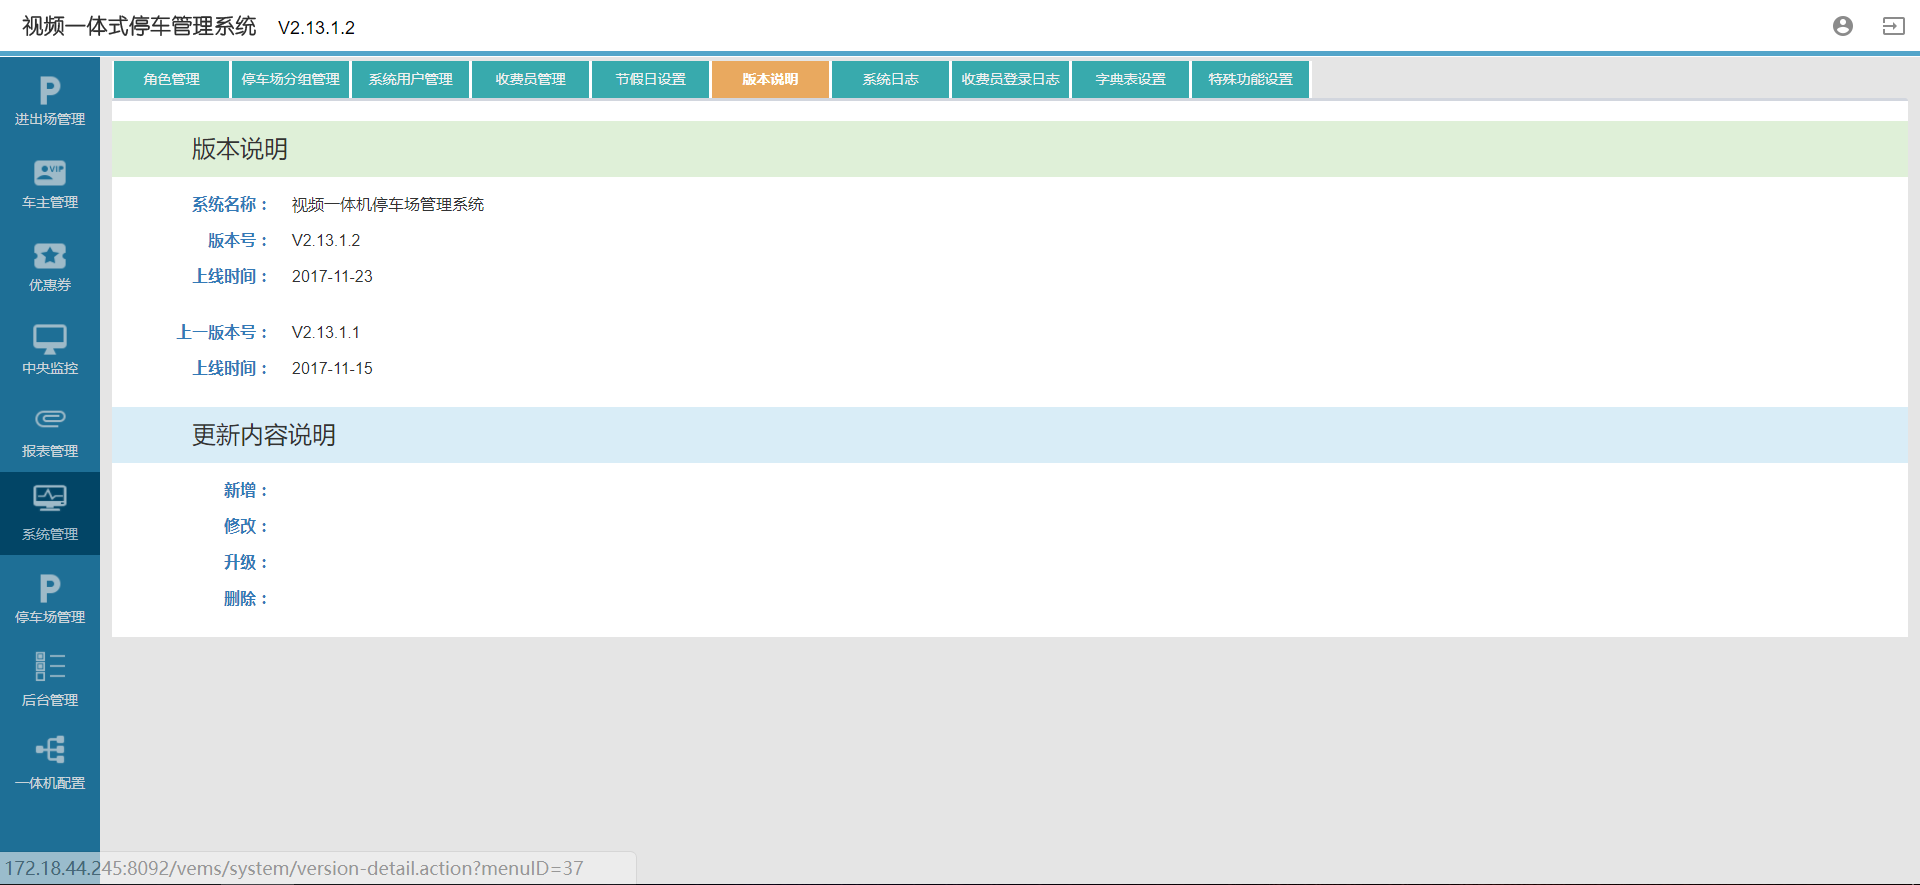 视频一体式停车管理系统 V2.13.1.2
角色管理 停车场分组管理 系统用户管理 收费员管理 节假日设置 版本说明 系统日志 收费员登录日志 字典表设置 特殊功能设置
进出场管理
VIP
车主管理
优惠券
中央监控
报表管理
系统管理
停车场管理
后台管理
一体机配置
版本说明
系统名称： 视频一体机停车场管理系统
版本号： V2.13.1.2
上线时间： 2017-11-23
上一版本号： V2.13.1.1
上线时间： 2017-11-15
更新内容说明
新增：
修改：
升级：
删除：
172.18.44.245:8092/vems/system/version-detail.action?menuID=37